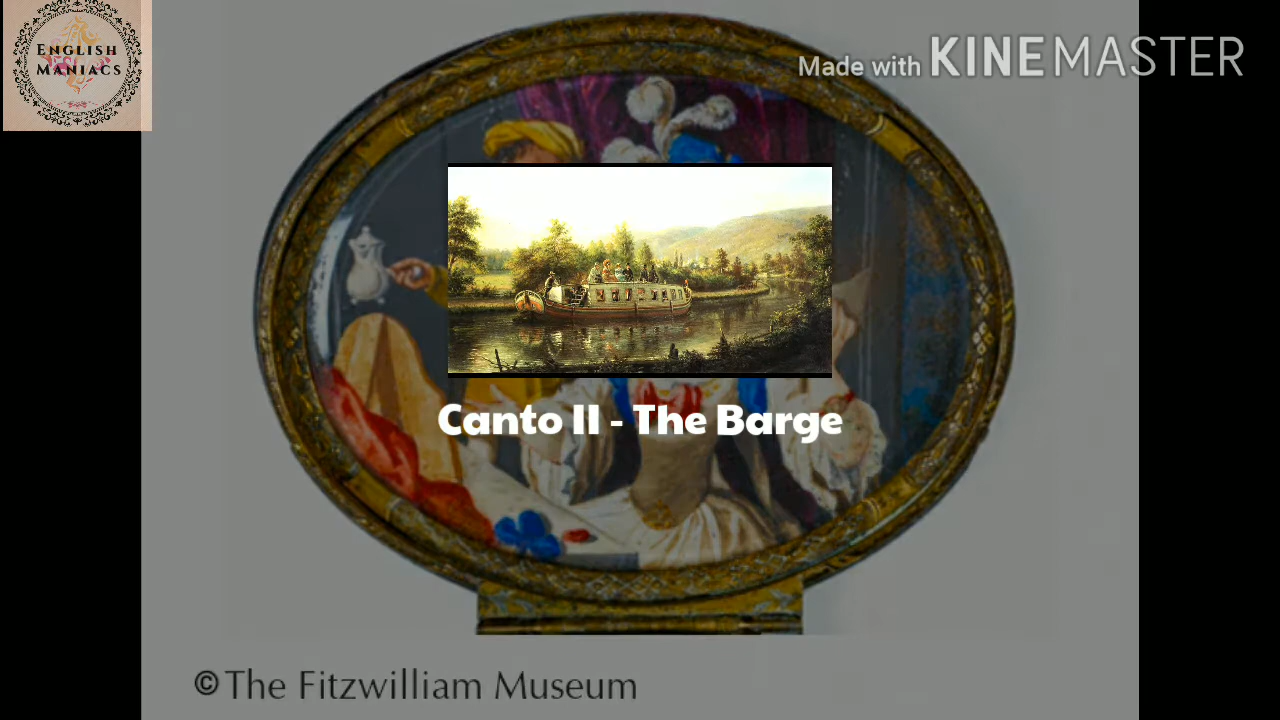 ENGLISH
MANIACS
Made with KINEMASTER
Canto II - The Barge
© The Fitzwilliam Museum